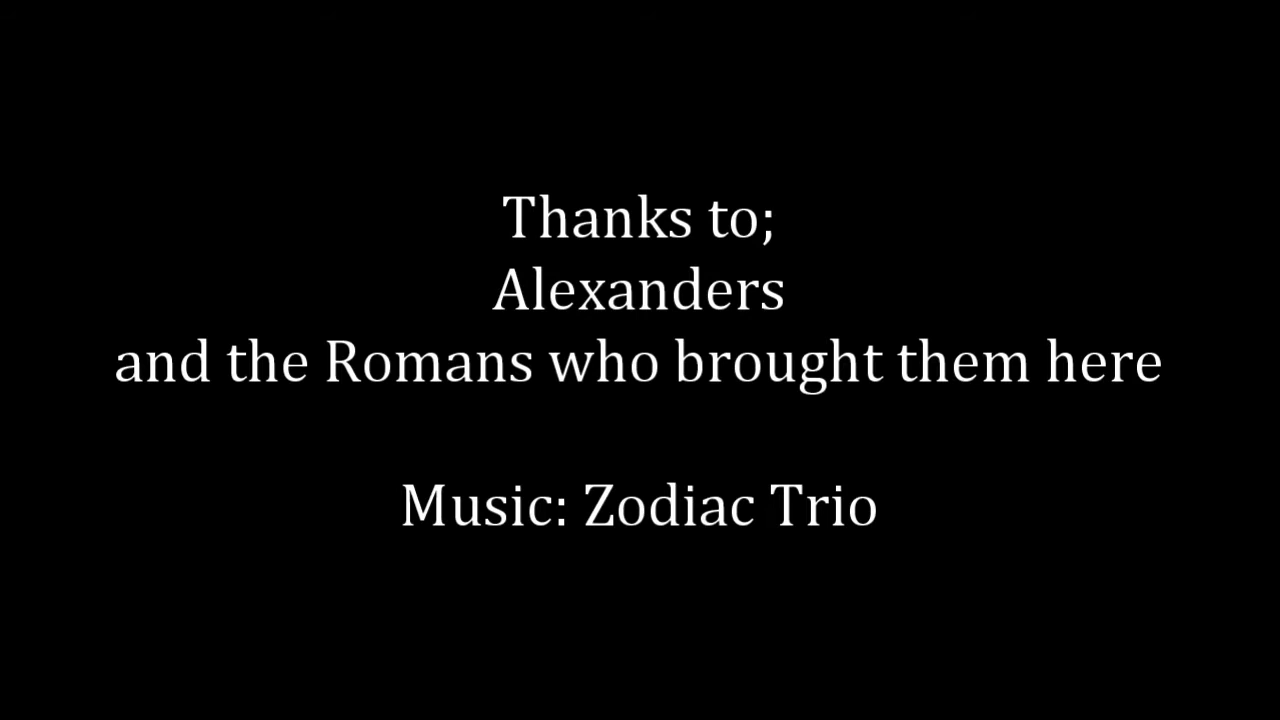 Thanks to;
Alexanders
and the Romans who brought them here
Music: Zodiac Trio